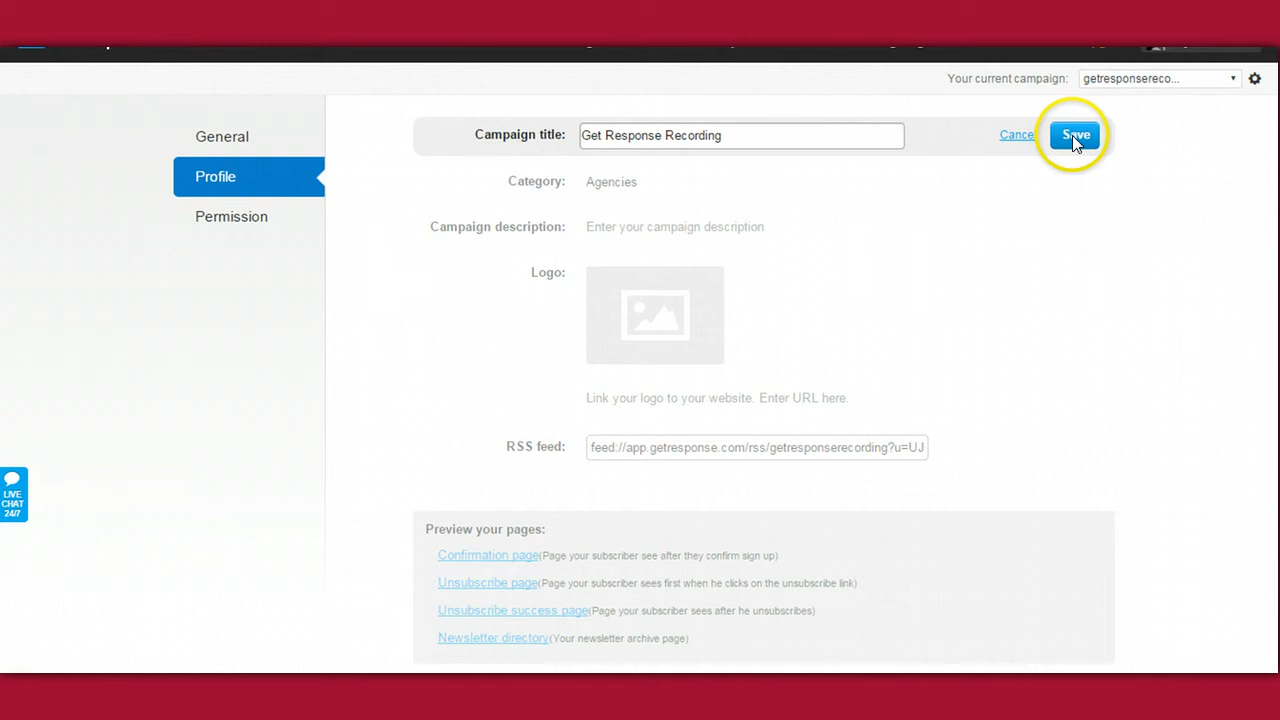 Your current campaign: getresponsereco...
General
Campaign title: Get Response Recording Cance Save
Profile
Category: Agencies
Permission
Campaign description: Enter your campaign description
Logo:
Link your logo to your website. Enter URL here.
RSS feed: feed://app.getresponse.com/rss/getresponserecording?u=UJ
LIVE
CHAT
24/7
Preview your pages:
Confirmation page(Page your subscriber see after they confirm sign up)
Unsubscribe page(Page your subscriber sees first when he clicks on the unsubscribe link)
Unsubscribe success page(Page your subscriber sees after he unsubscribes)
Newsletter directory(Your newsletter archive page)